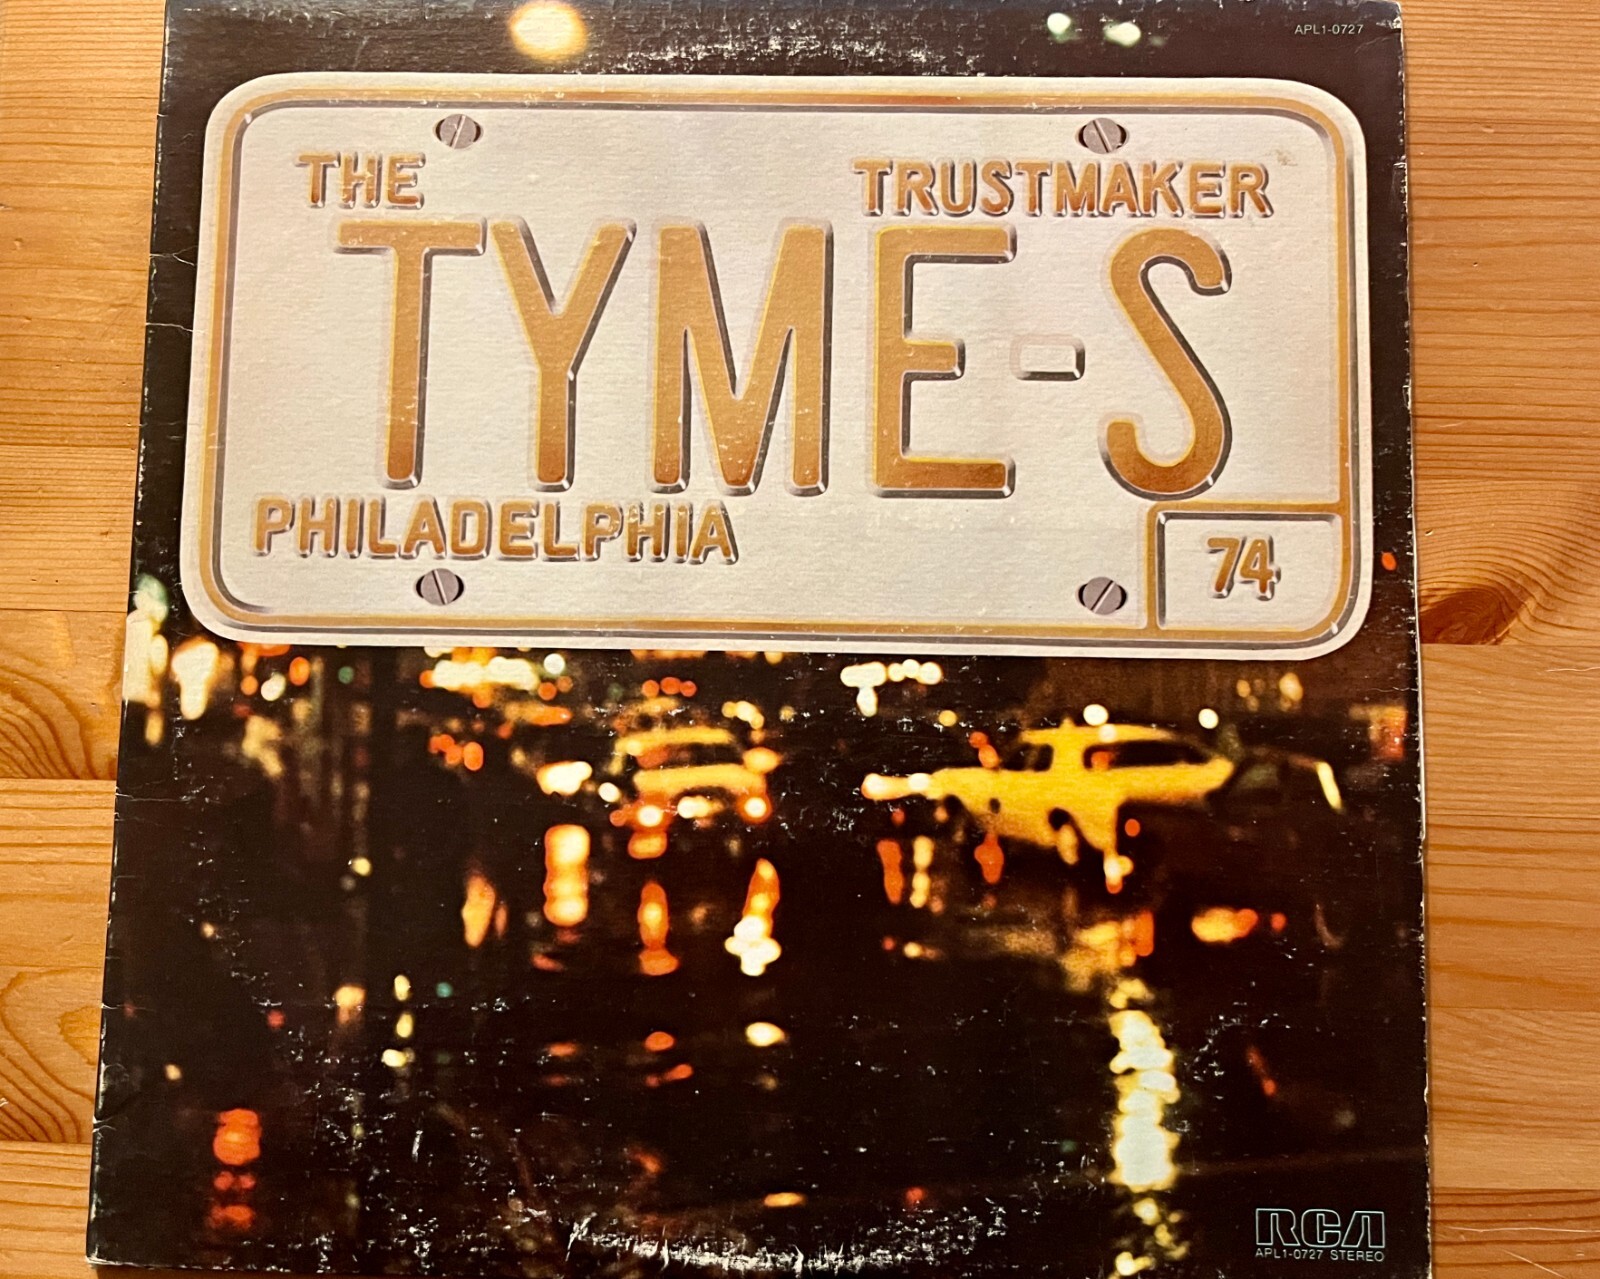 APL1-0727
THE TRUSTMAKER
TYME-S
PHILADELPHIA
74
RCA
APL1-0727 STEREO